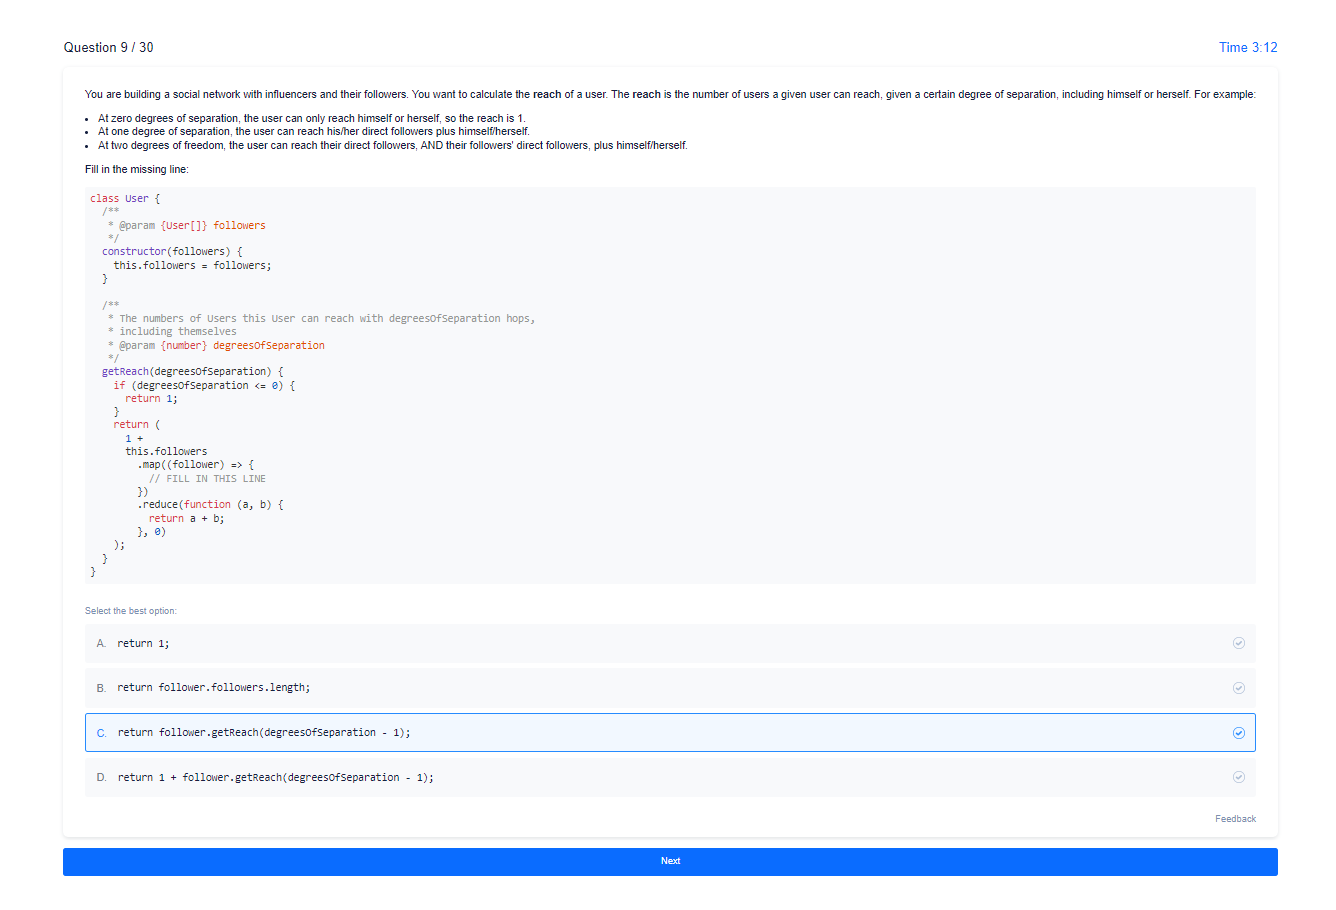 Question 9 / 30
Time 3:12
You are building a social network with influencers and their followers. You want to calculate the reach of a user. The reach is the number of users a given user can reach, given a certain degree of separation, including himself or herself. For example:
• At zero degrees of separation, the user can only reach himself or herself, so the reach is 1.
• At one degree of separation, the user can reach his/her direct followers plus himself/herself.
• At two degrees of freedom, the user can reach their direct followers, AND their followers' direct followers, plus himself/herself.
Fill in the missing line:
class User {
  /**
   * @param {User[]} followers
   */
  constructor(followers) {
    this.followers = followers;
  }

  /**
   * The numbers of Users this User can reach with degreesOfSeparation hops,
   * including themselves
   * @param {number} degreesOfSeparation
   */
  getReach(degreesOfSeparation) {
    if (degreesOfSeparation <= 0) {
      return 1;
    }
    return (
      1 +
      this.followers
        .map((follower) => {
          // FILL IN THIS LINE
        })
        .reduce(function (a, b) {
          return a + b;
        }, 0)
    );
  }
}
Select the best option:
A. return 1;
B. return follower.followers.length;
C. return follower.getReach(degreesOfSeparation - 1);
D. return 1 + follower.getReach(degreesOfSeparation - 1);
Feedback
Next